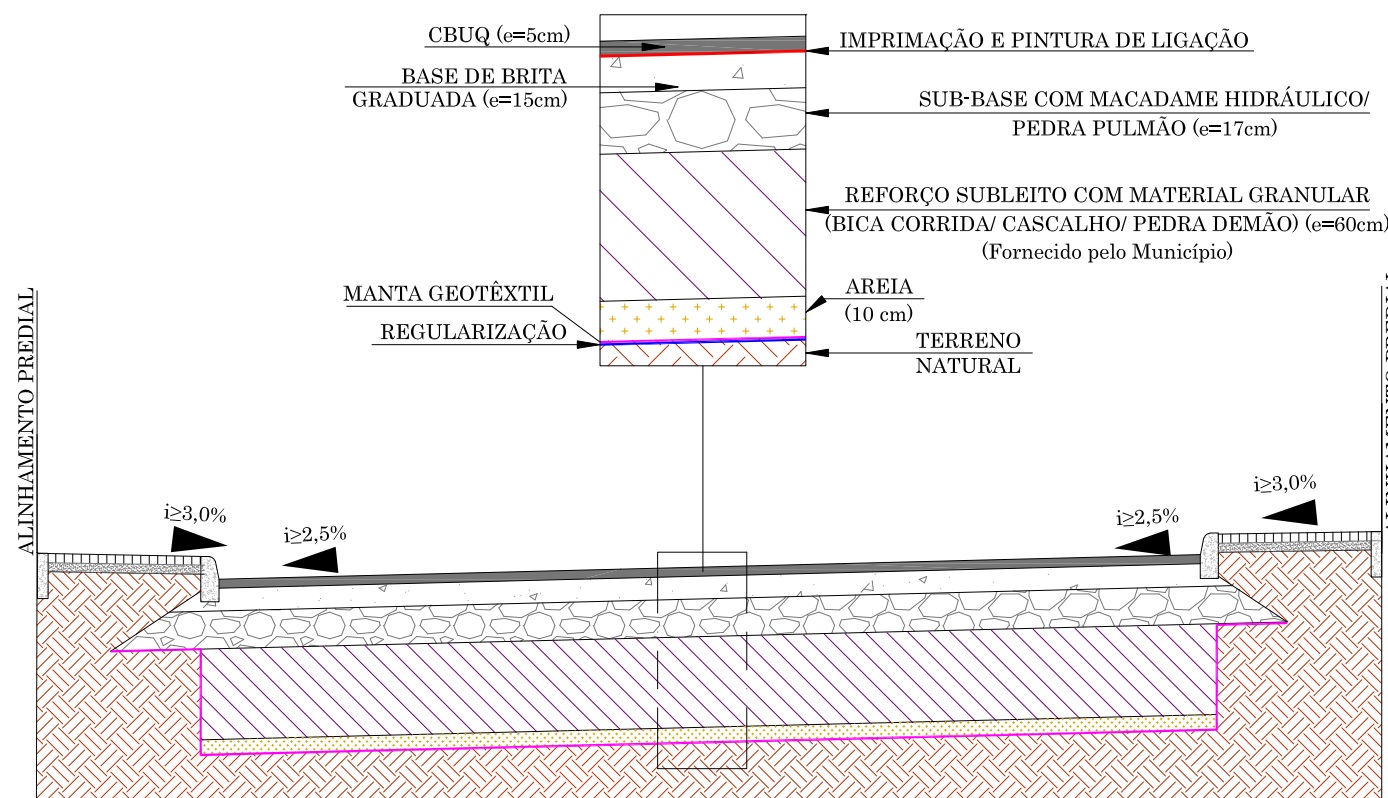 CBUQ (e=5cm)
IMPRIMAÇÃO E PINTURA DE LIGAÇÃO
BASE DE BRITA
GRADUADA (e=15cm)
SUB-BASE COM MACADAME HIDRÁULICO/
PEDRA PULMÃO (e=17cm)
REFORÇO SUBLEITO COM MATERIAL GRANULAR
(BICA CORRIDA/ CASCALHO/ PEDRA DEMÃO) (e=60cm)
(Fornecido pelo Município)
MANTA GEOTÊXTIL
AREIA
(10 cm)
REGULARIZAÇÃO
TERRENO
NATURAL
ALINHAMENTO PREDIAL
i≥3,0%
i≥2,5%
i≥2,5%
i≥3,0%